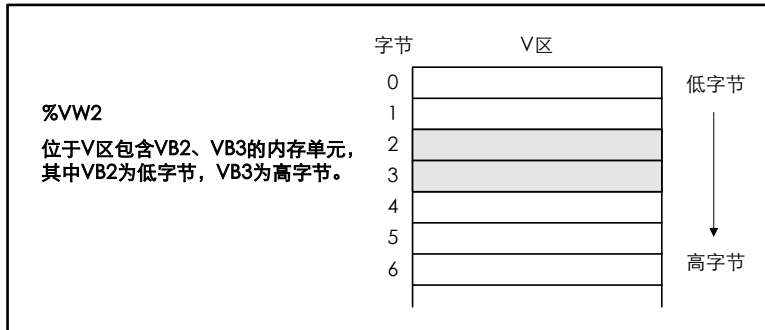 字节
V区
0
低字节
%VW2
1
位于V区包含VB2、VB3的内存单元，
2
其中VB2为低字节，VB3为高字节。
3
4
5
6
高字节